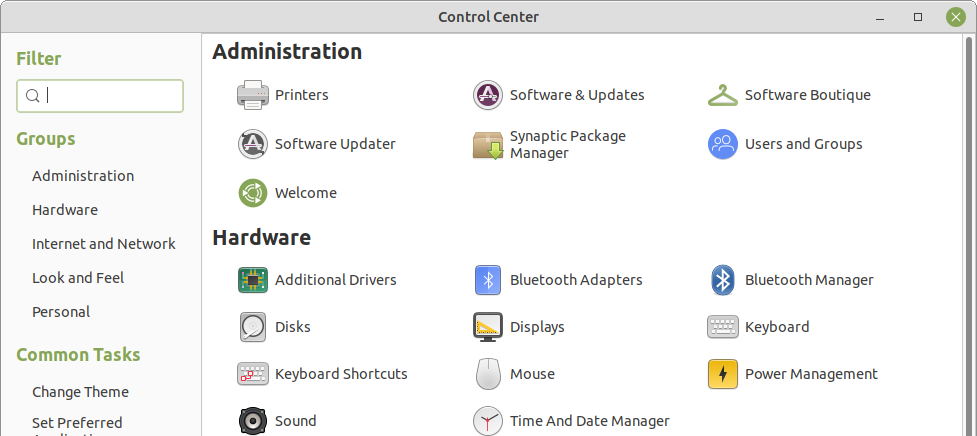 Control Center
Filter
Groups
Administration
Hardware
Internet and Network
Look and Feel
Personal
Common Tasks
Change Theme
Set Preferred
Administration
Printers
Software & Updates
Software Boutique
Software Updater
Synaptic Package
Manager
Users and Groups
Welcome
Hardware
Additional Drivers
Bluetooth Adapters
Bluetooth Manager
Disks
Displays
Keyboard
Keyboard Shortcuts
Mouse
Power Management
Sound
Time And Date Manager